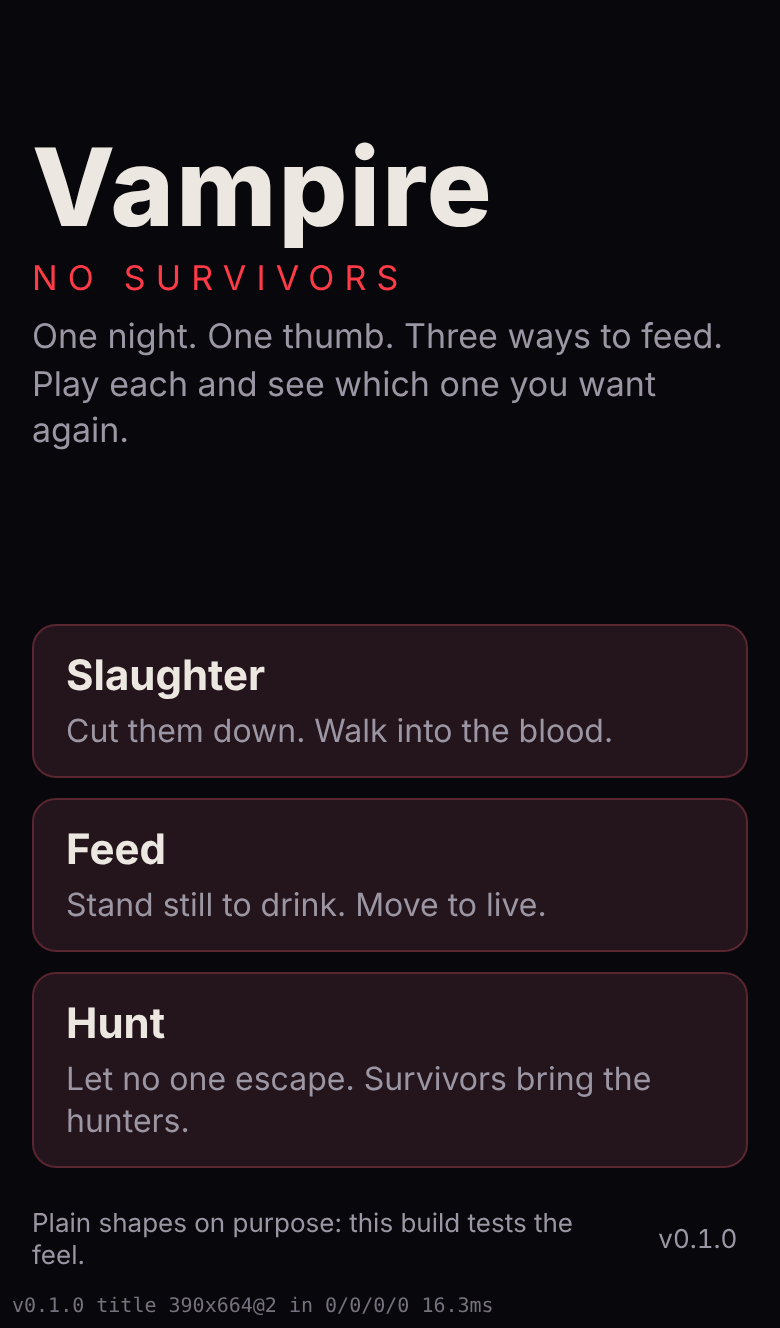 Vampire
NO SURVIVORS
One night. One thumb. Three ways to feed.
Play each and see which one you want
again.
Slaughter
Cut them down. Walk into the blood.
Feed
Stand still to drink. Move to live.
Hunt
Let no one escape. Survivors bring the
hunters.
Plain shapes on purpose: this build tests the
feel.
v0.1.0
v0.1.0 title 390x664@2 in 0/0/0/0 16.3ms